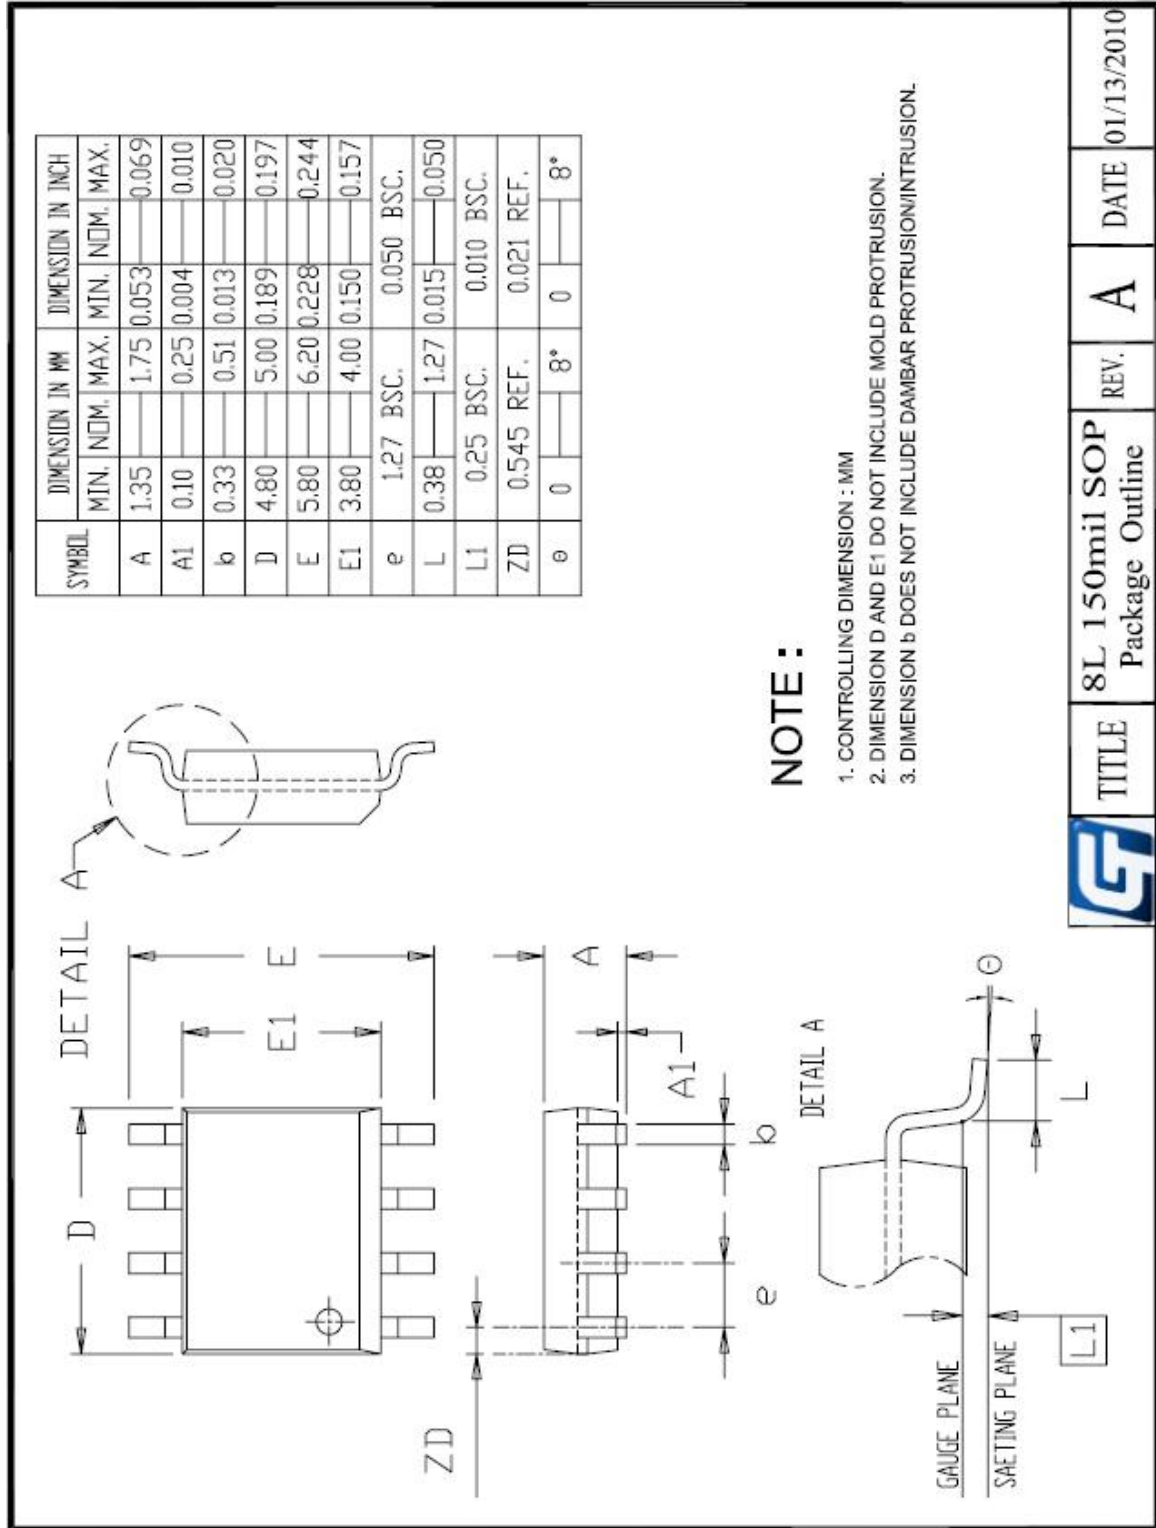 DETAIL A
D
E1
E
ZD
A
A1
e
b
DETAIL A
GAUGE PLANE
SAETING PLANE
L1
L
Θ
SYMBOL DIMENSION IN MM DIMENSION IN INCH
MIN. NOM. MAX. MIN. NOM. MAX.
A 1.35 — 1.75 0.053 — 0.069
A1 0.10 — 0.25 0.004 — 0.010
b 0.33 — 0.51 0.013 — 0.020
D 4.80 — 5.00 0.189 — 0.197
E 5.80 — 6.20 0.228 — 0.244
E1 3.80 — 4.00 0.150 — 0.157
e 1.27 BSC. 0.050 BSC.
L 0.38 — 1.27 0.015 — 0.050
L1 0.25 BSC. 0.010 BSC.
ZD 0.545 REF. 0.021 REF.
Θ 0 — 8° 0 — 8°
NOTE :
1. CONTROLLING DIMENSION : MM
2. DIMENSION D AND E1 DO NOT INCLUDE MOLD PROTRUSION.
3. DIMENSION b DOES NOT INCLUDE DAMBAR PROTRUSION/INTRUSION.
GT TITLE 8L 150mil SOP REV. A DATE 01/13/2010
Package Outline